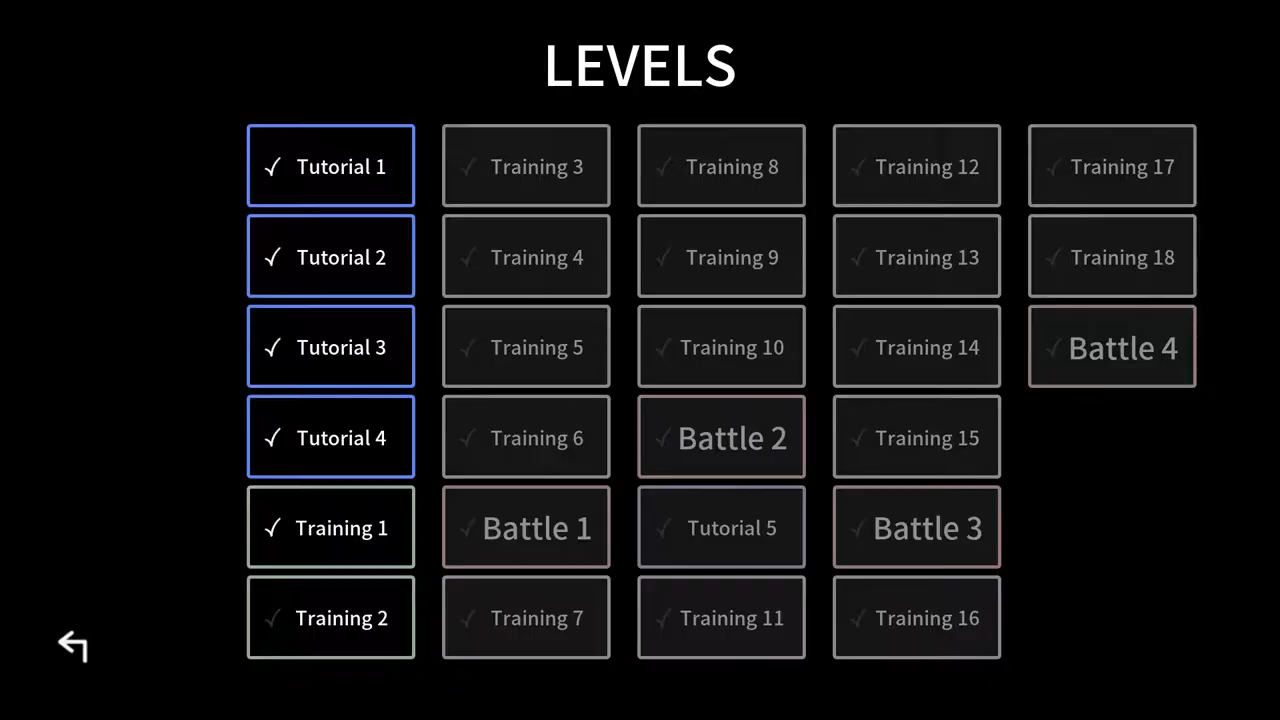 LEVELS
Tutorial 1
Tutorial 2
Tutorial 3
Tutorial 4
Training 1
Training 2
Training 3
Training 4
Training 5
Training 6
Battle 1
Training 7
Training 8
Training 9
Training 10
Battle 2
Tutorial 5
Training 11
Training 12
Training 13
Training 14
Training 15
Battle 3
Training 16
Training 17
Training 18
Battle 4